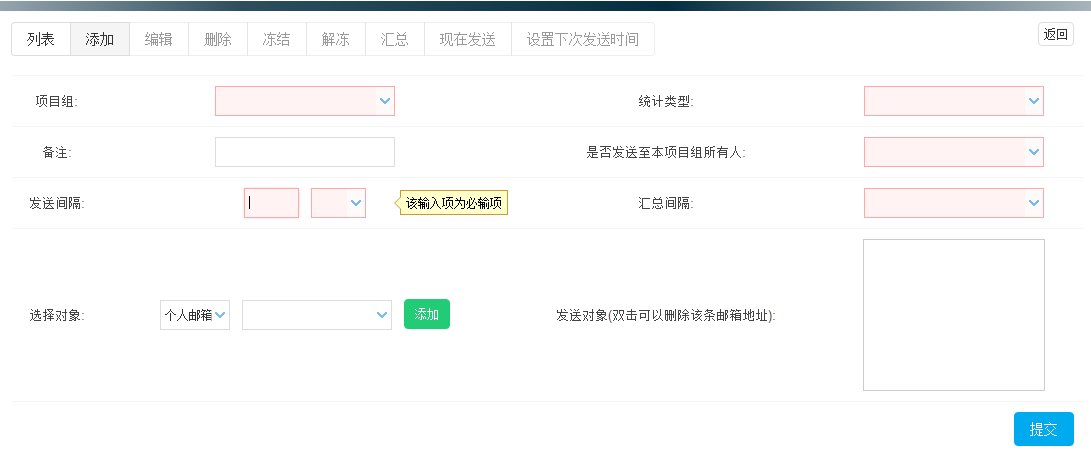 列表 添加 编辑 删除 冻结 解冻 汇总 现在发送 设置下次发送时间 返回
项目组: 统计类型:
备注: 是否发送至本项目组所有人:
发送间隔: 该输入项为必输项 汇总间隔:
选择对象: 个人邮箱 添加 发送对象(双击可以删除该条邮箱地址):
提交